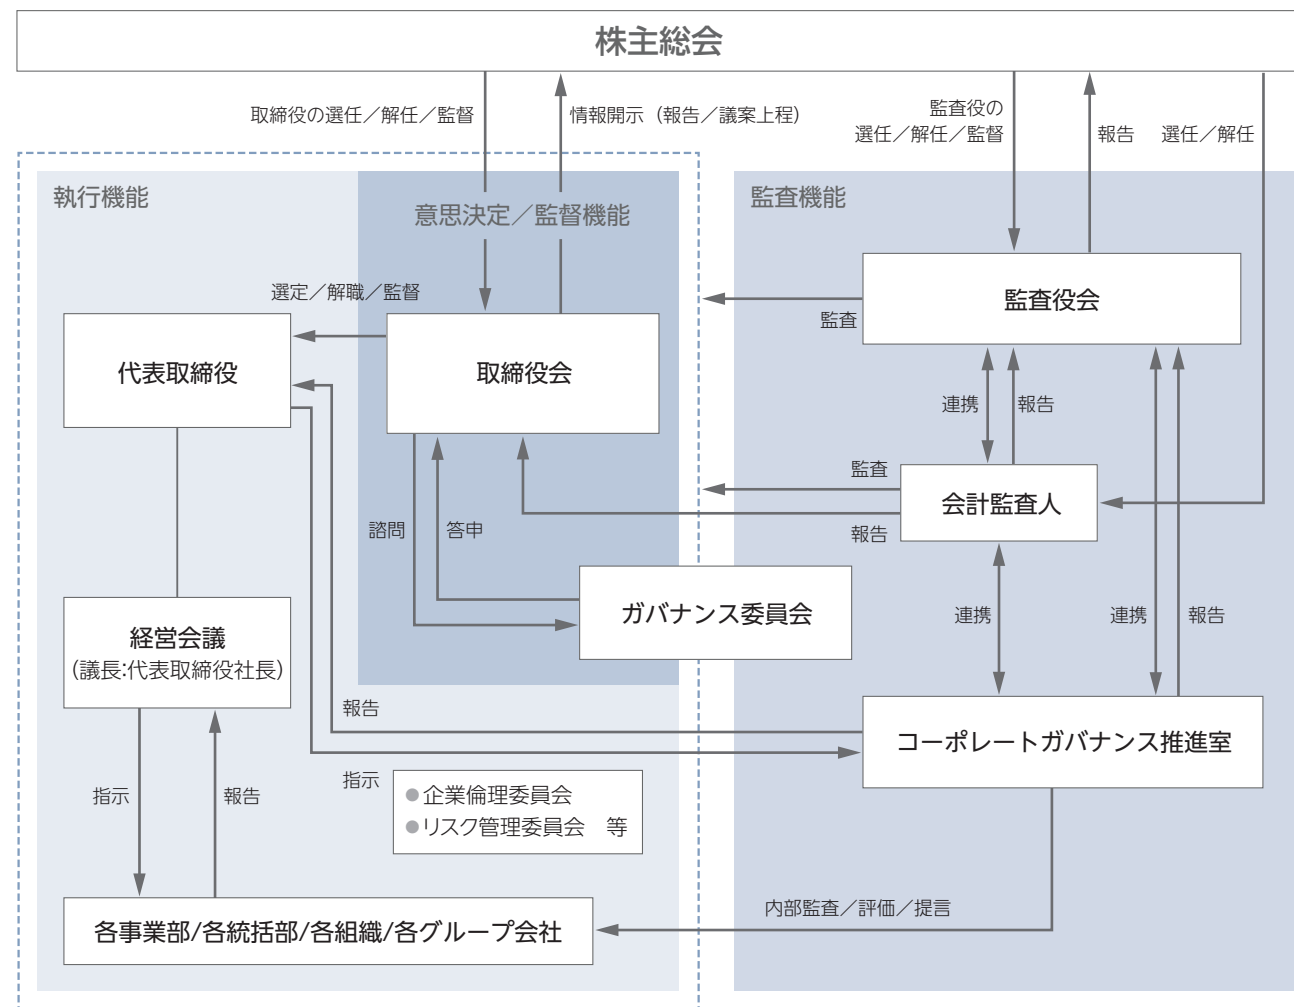 株主総会
取締役の選任／解任／監督
情報開示（報告／議案上程）
監査役の
選任／解任／監督
報告
選任／解任
執行機能
意思決定／監督機能
監査機能
選定／解職／監督
代表取締役
取締役会
監査役会
監査
連携
報告
監査
会計監査人
報告
諮問
答申
ガバナンス委員会
連携
連携
報告
経営会議
(議長:代表取締役社長)
報告
コーポレートガバナンス推進室
指示
指示
報告
●企業倫理委員会
●リスク管理委員会　等
内部監査／評価／提言
各事業部/各統括部/各組織/各グループ会社